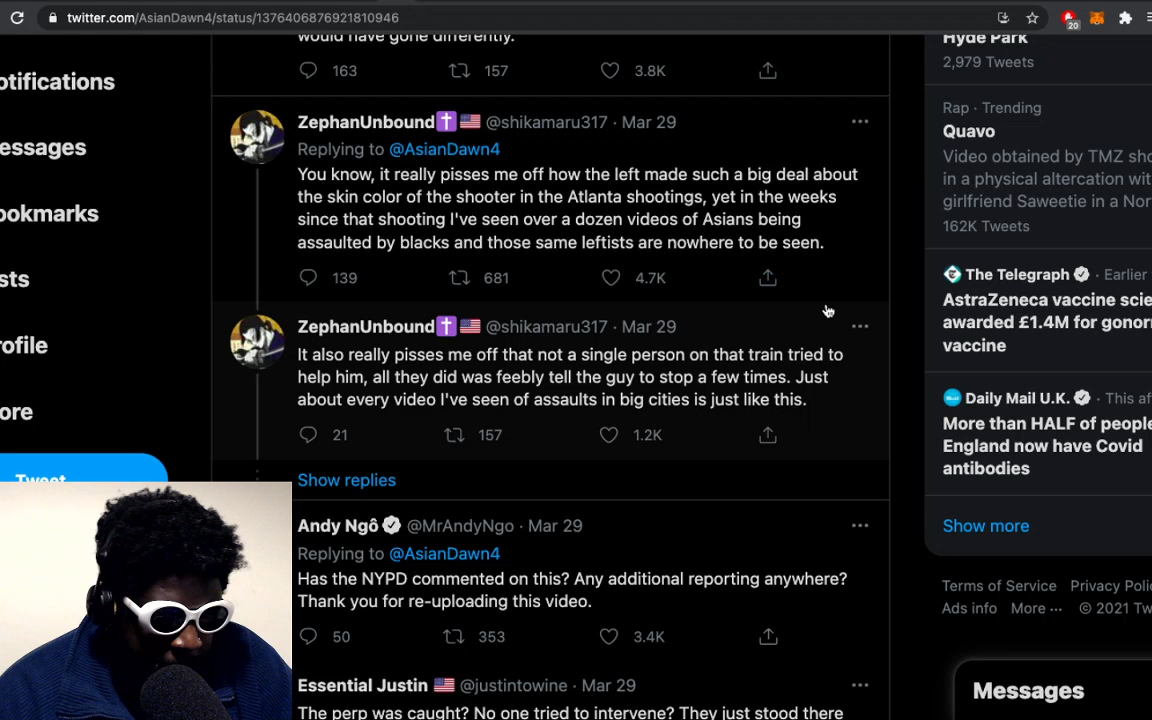 twitter.com/AsianDawn4/status/1376406876921810946
20
otifications
essages
ookmarks
sts
rofile
ore
Tweet
would have gone differently.
163 157 3.8K
ZephanUnbound @shikamaru317 · Mar 29
Replying to @AsianDawn4
You know, it really pisses me off how the left made such a big deal about
the skin color of the shooter in the Atlanta shootings, yet in the weeks
since that shooting I've seen over a dozen videos of Asians being
assaulted by blacks and those same leftists are nowhere to be seen.
139 681 4.7K
ZephanUnbound @shikamaru317 · Mar 29
It also really pisses me off that not a single person on that train tried to
help him, all they did was feebly tell the guy to stop a few times. Just
about every video I've seen of assaults in big cities is just like this.
21 157 1.2K
Show replies
Andy Ngô @MrAndyNgo · Mar 29
Replying to @AsianDawn4
Has the NYPD commented on this? Any additional reporting anywhere?
Thank you for re-uploading this video.
50 353 3.4K
Essential Justin @justintowine · Mar 29
The perp was caught? No one tried to intervene? They just stood there
Hyde Park
2,979 Tweets
Rap · Trending
Quavo
Video obtained by TMZ sho
in a physical altercation wit
girlfriend Saweetie in a Nor
162K Tweets
The Telegraph · Earlier
AstraZeneca vaccine scie
awarded £1.4M for gonorr
vaccine
Daily Mail U.K. · This af
More than HALF of people
England now have Covid
antibodies
Show more
Terms of Service Privacy Poli
Ads info More ··· © 2021 Tw
Messages